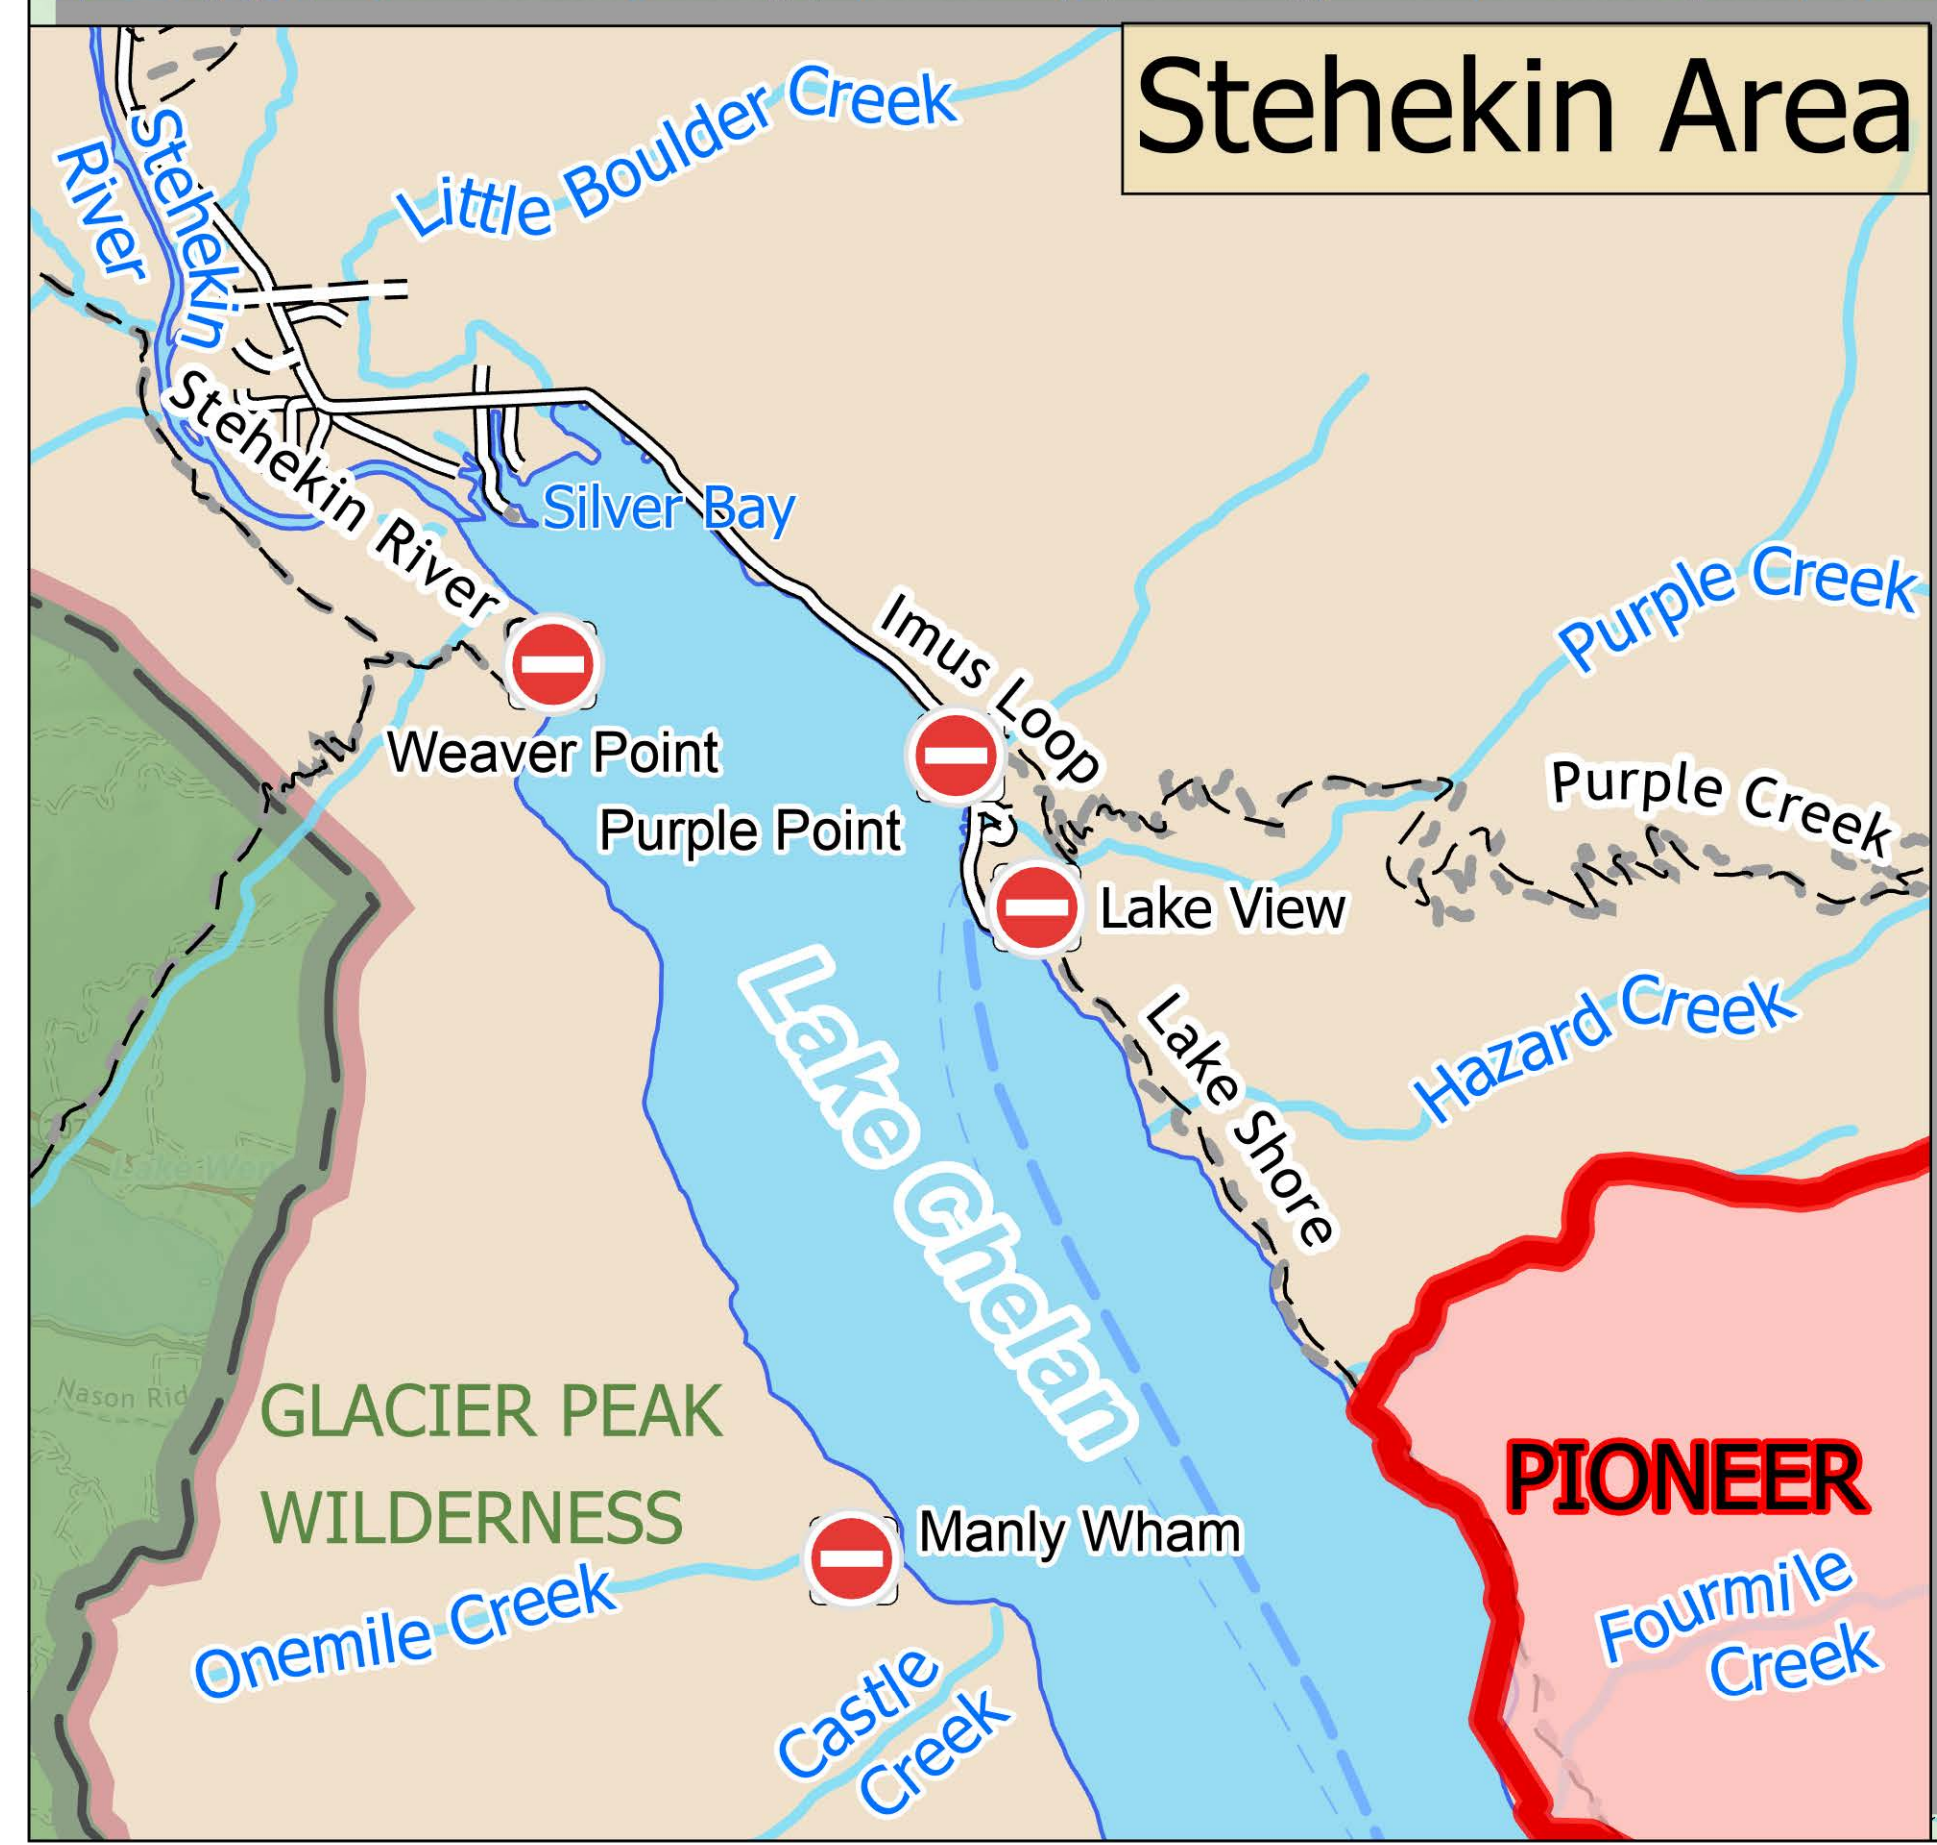 Stehekin Area
Little Boulder Creek
Stehekin
River
Stehekin River
Silver Bay
Imus Loop
Purple Creek
Weaver Point
Purple Point
Purple Creek
Lake View
Lake Chelan
Lake Shore
Hazard Creek
Nason Rid
GLACIER PEAK
WILDERNESS
PIONEER
Manly Wham
Onemile Creek
Fourmile
Creek
Castle
Creek